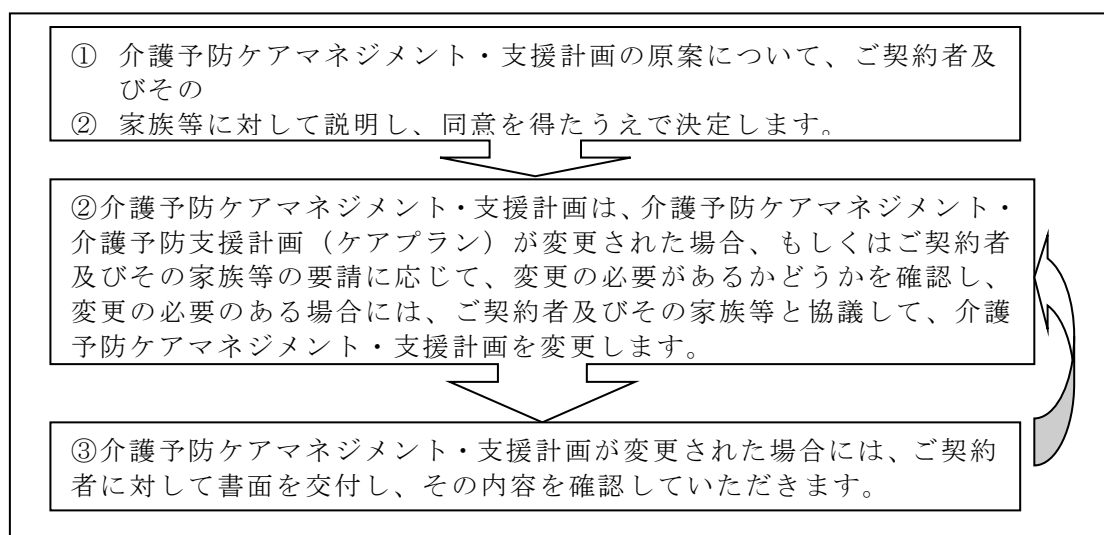 ① 介護予防ケアマネジメント・支援計画の原案について、ご契約者及
びその
② 家族等に対して説明し、同意を得たうえで決定します。
②介護予防ケアマネジメント・支援計画は、介護予防ケアマネジメント・
介護予防支援計画（ケアプラン）が変更された場合、もしくはご契約者
及びその家族等の要請に応じて、変更の必要があるかどうかを確認し、
変更の必要のある場合には、ご契約者及びその家族等と協議して、介護
予防ケアマネジメント・支援計画を変更します。
③介護予防ケアマネジメント・支援計画が変更された場合には、ご契約
者に対して書面を交付し、その内容を確認していただきます。